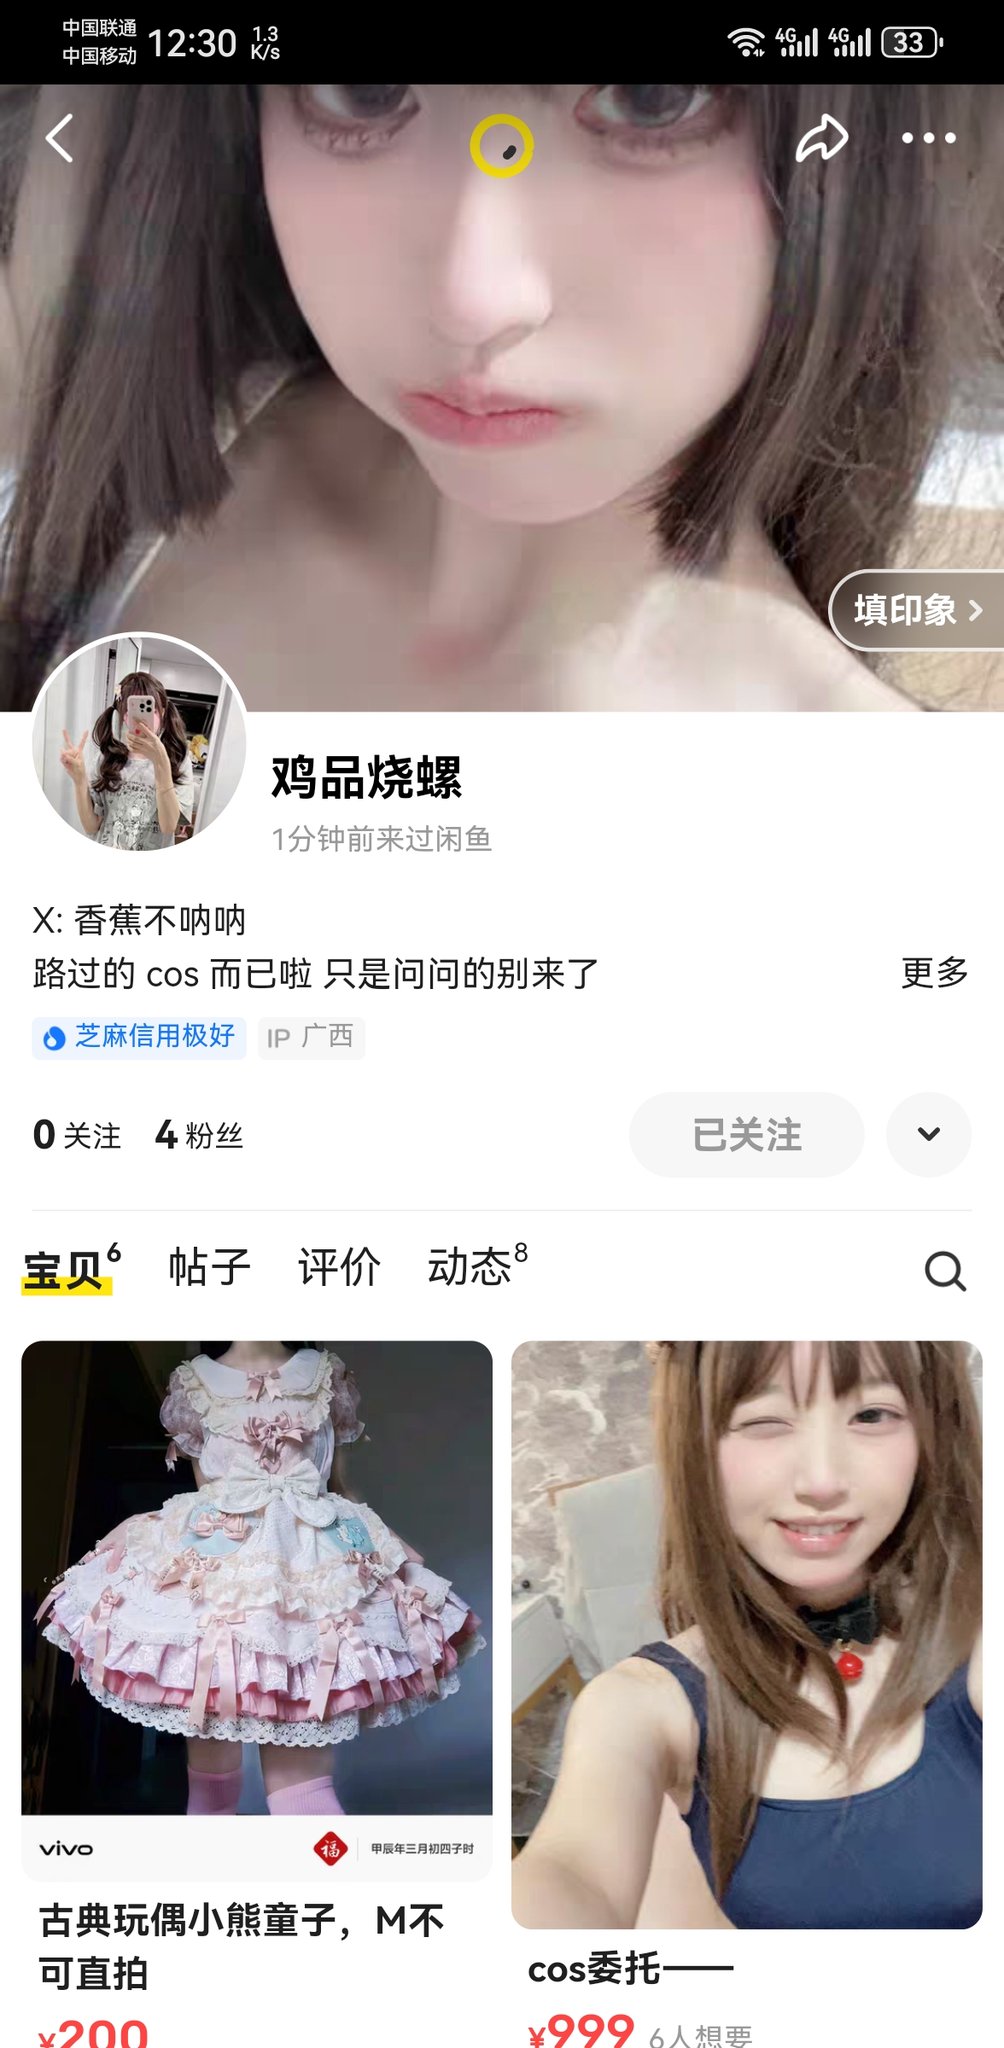 中国联通
中国移动
12:30
1.3
K/s
4G
4G
33
填印象
鸡品烧螺
1分钟前来过闲鱼
X: 香蕉不呐呐
路过的 cos 而已啦 只是问问的别来了
更多
芝麻信用极好
IP 广西
0 关注 4 粉丝
已关注
宝贝6 帖子 评价 动态8
vivo
福
甲辰年三月初四子时
古典玩偶小熊童子，M不
可直拍
¥200
cos委托——
¥999 6人想要